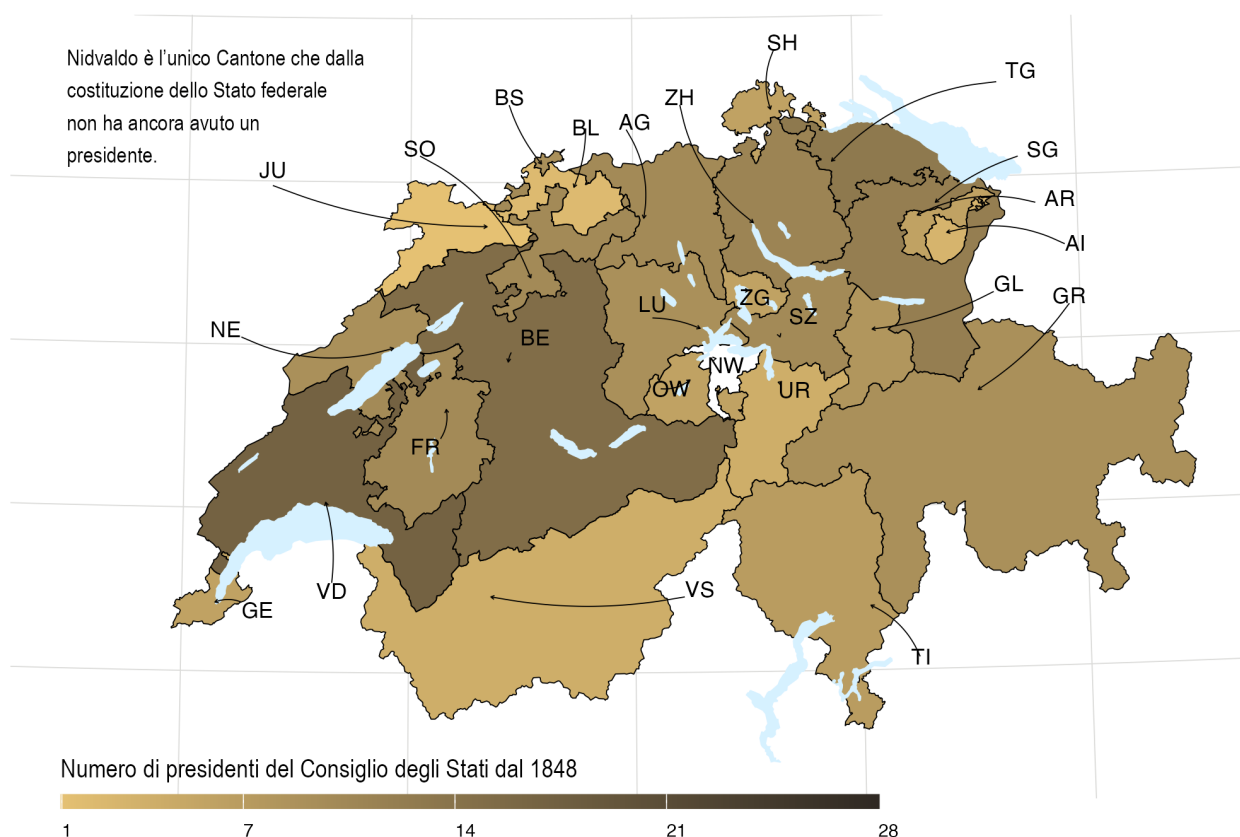 Nidvaldo è l'unico Cantone che dalla
costituzione dello Stato federale
non ha ancora avuto un
presidente.
SH
TG
BS
ZH
BL
AG
SO
SG
JU
AR
AI
GL
GR
LU
ZG
SZ
NE
BE
NW
OW
UR
FR
VD
VS
GE
TI
Numero di presidenti del Consiglio degli Stati dal 1848
1 7 14 21 28